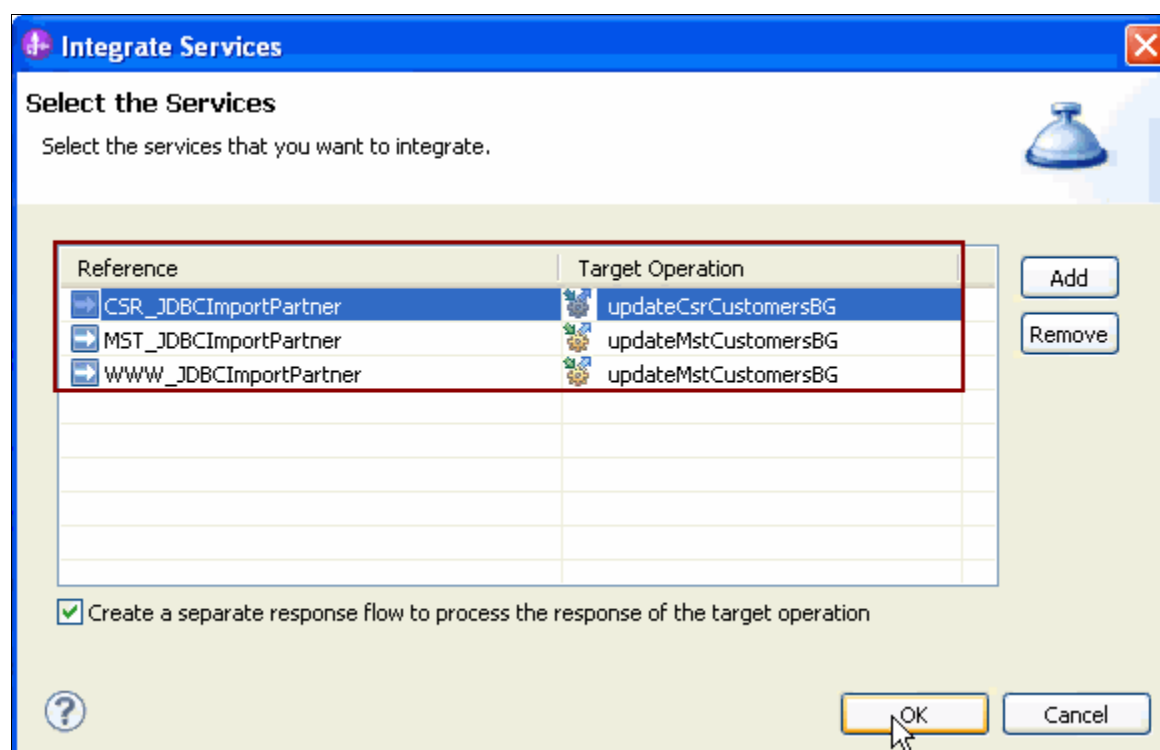 Integrate Services
Select the Services
Select the services that you want to integrate.
Reference Target Operation
CSR_JDBCImportPartner updateCsrCustomersBG
MST_JDBCImportPartner updateMstCustomersBG
WWW_JDBCImportPartner updateMstCustomersBG
Add
Remove
Create a separate response flow to process the response of the target operation
? OK Cancel